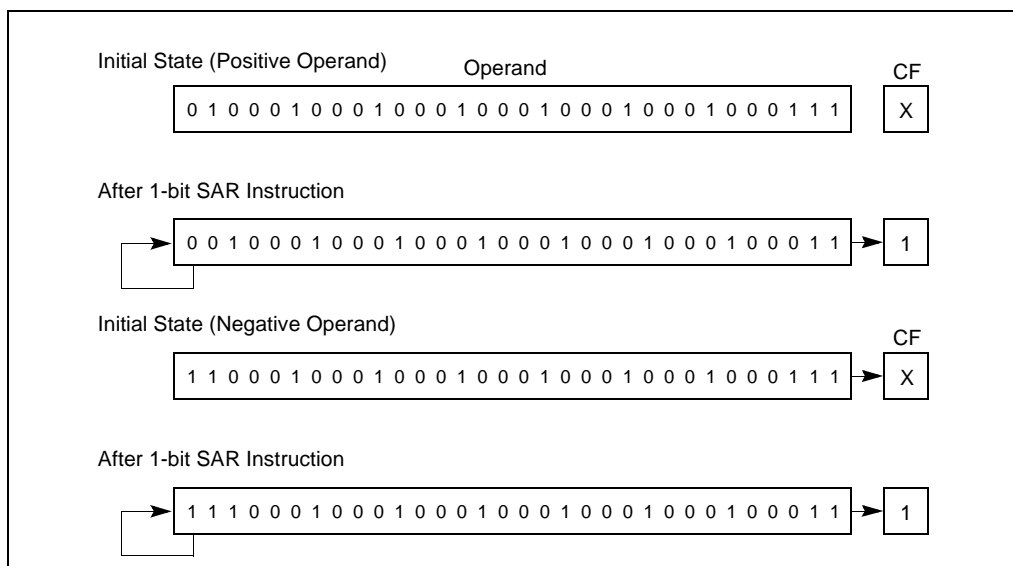 Initial State (Positive Operand) Operand CF
0 1 0 0 0 1 0 0 0 1 0 0 0 1 0 0 0 1 0 0 0 1 0 0 0 1 0 0 0 1 1 1 X
After 1-bit SAR Instruction
0 0 1 0 0 0 1 0 0 0 1 0 0 0 1 0 0 0 1 0 0 0 1 0 0 0 1 0 0 0 1 1 1
Initial State (Negative Operand) CF
1 1 0 0 0 1 0 0 0 1 0 0 0 1 0 0 0 1 0 0 0 1 0 0 0 1 0 0 0 1 1 1 X
After 1-bit SAR Instruction
1 1 1 0 0 0 1 0 0 0 1 0 0 0 1 0 0 0 1 0 0 0 1 0 0 0 1 0 0 0 1 1 1